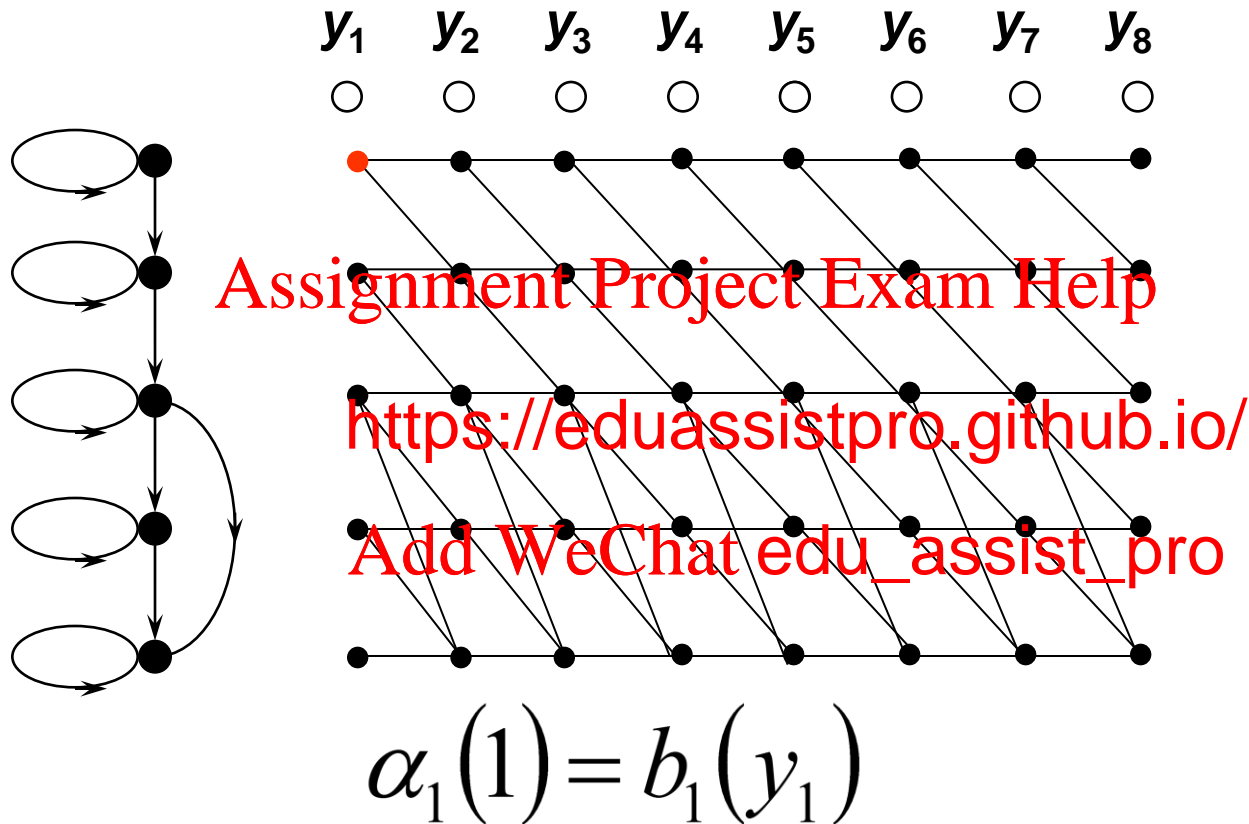 y1 y2 y3 y4 y5 y6 y7 y8
Assignment Project Exam Help
https://eduassistpro.github.io/
Add WeChat edu_assist_pro
α1(1) = b1(y1)